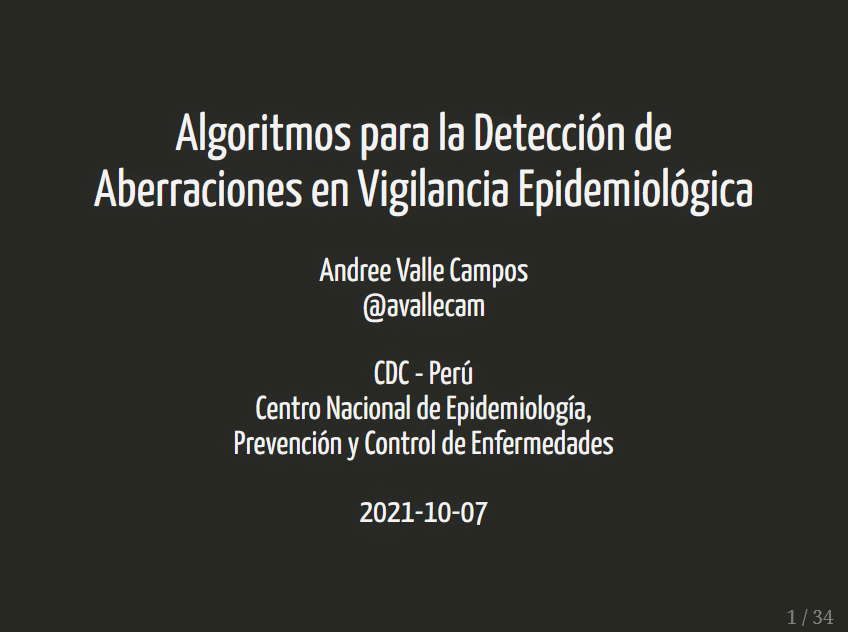 Algoritmos para la Detección de
Aberraciones en Vigilancia Epidemiológica
Andree Valle Campos
@avallecam
CDC - Perú
Centro Nacional de Epidemiología,
Prevención y Control de Enfermedades
2021-10-07
1 / 34